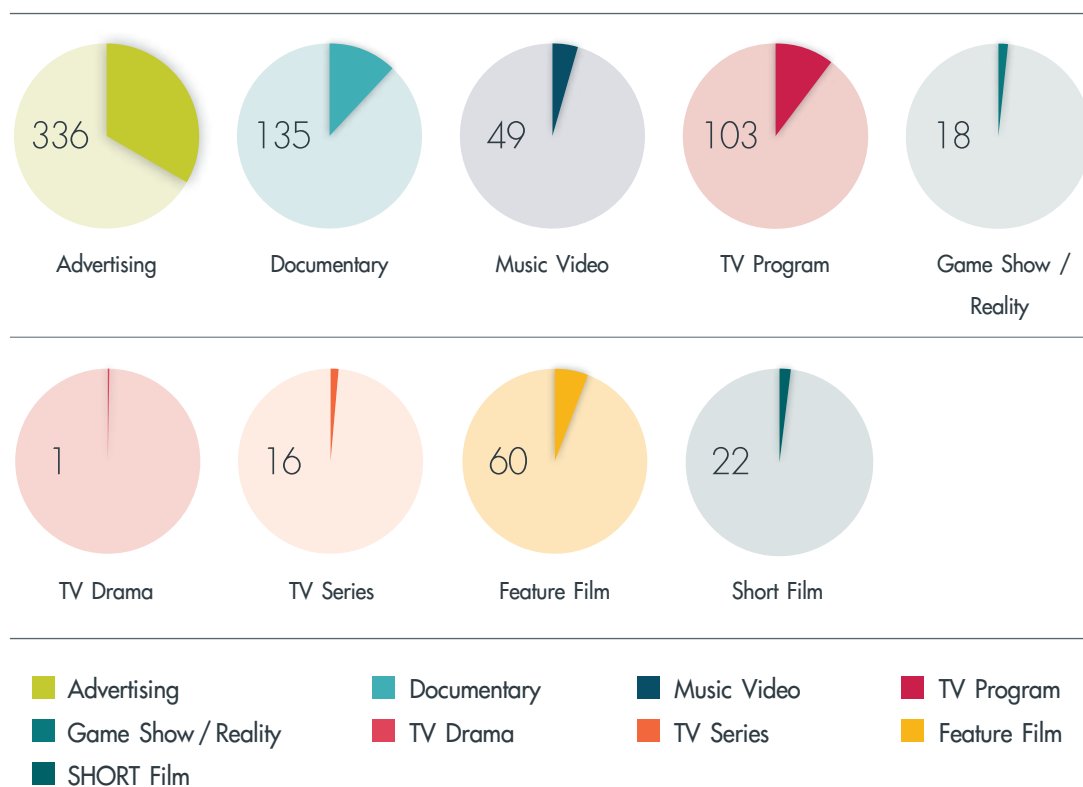 336 135 49 103 18
Advertising Documentary Music Video TV Program Game Show /
Reality
1 16 60 22
TV Drama TV Series Feature Film Short Film
Advertising Documentary Music Video TV Program
Game Show / Reality TV Drama TV Series Feature Film
SHORT Film